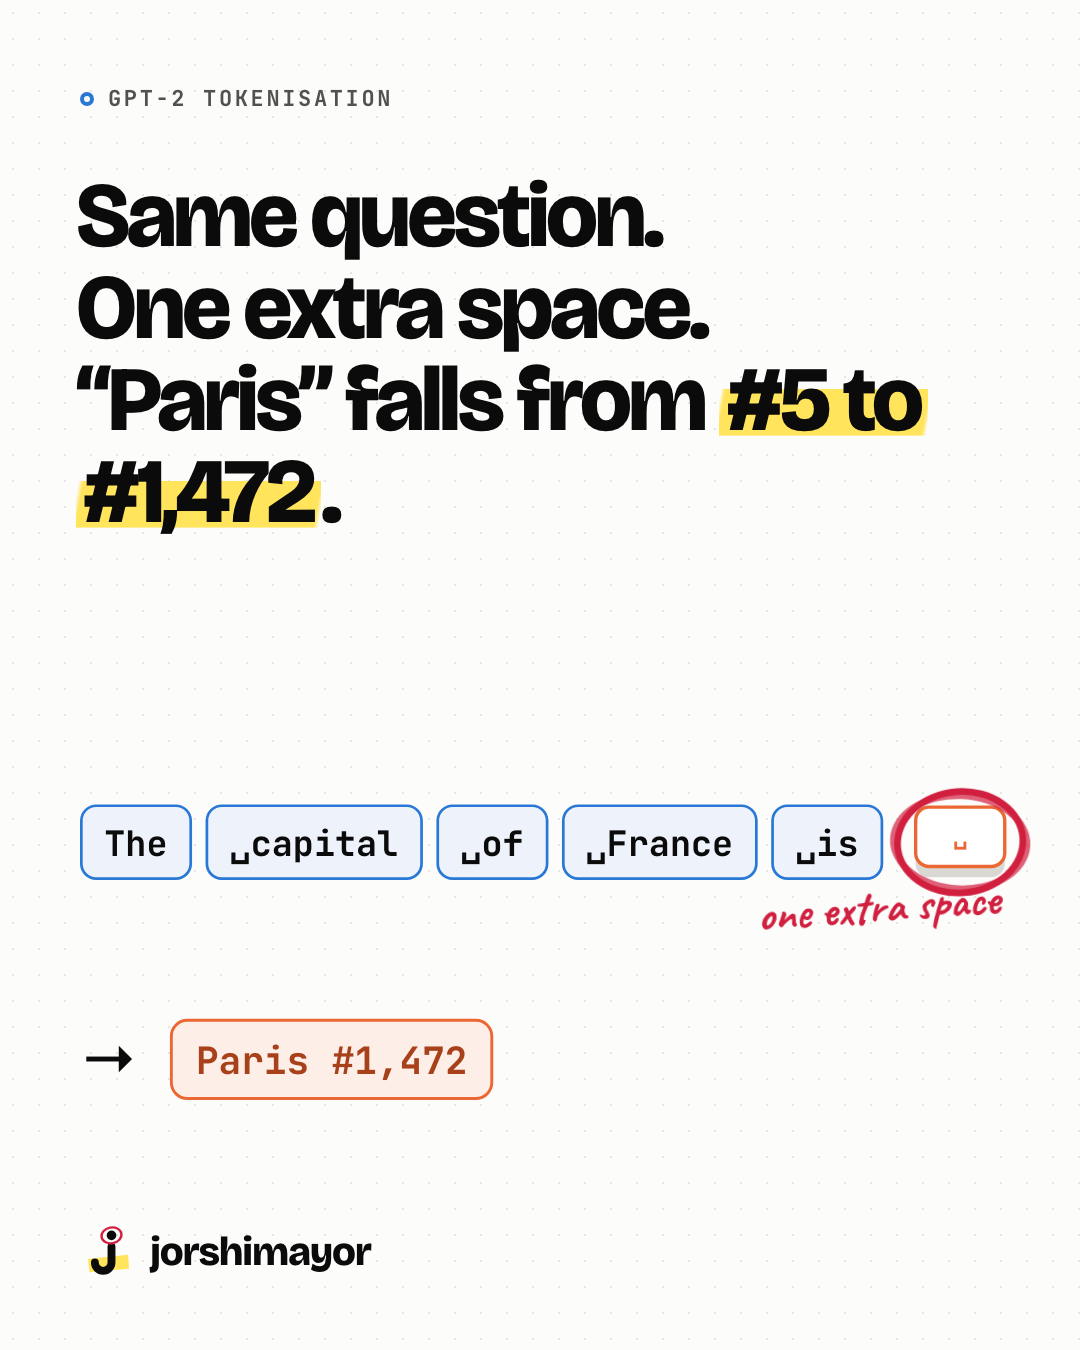 GPT-2 TOKENISATION
Same question.
One extra space.
“Paris” falls from #5 to
#1,472.
The ␣capital ␣of ␣France ␣is ␣
one extra space
→ Paris #1,472
jorshimayor